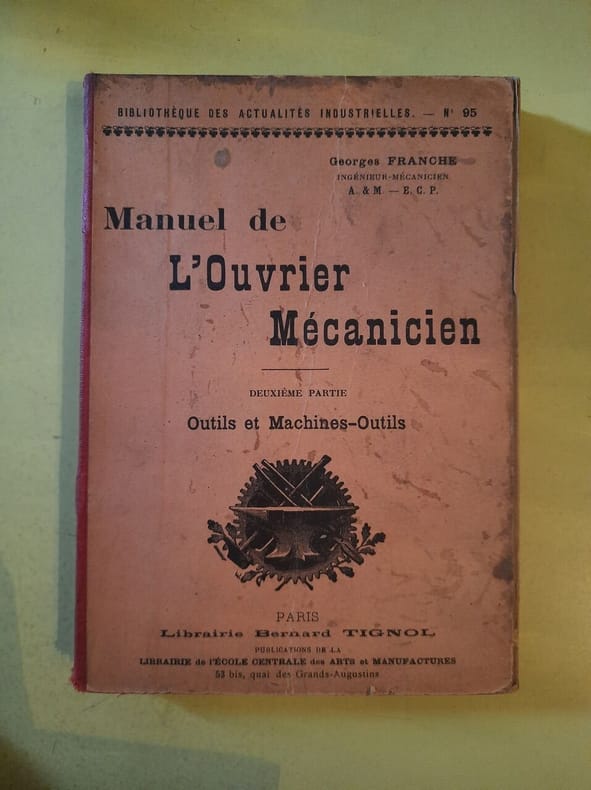 BIBLIOTHÈQUE DES ACTUALITÉS INDUSTRIELLES. — N° 95
Georges FRANCHE
INGÉNIEUR-MÉCANICIEN
A. & M. — E. C. P.
Manuel de
L'Ouvrier
Mécanicien
DEUXIÈME PARTIE
Outils et Machines-Outils
PARIS
Librairie Bernard TIGNOL
PUBLICATIONS DE LA
LIBRAIRIE de l'ÉCOLE CENTRALE des ARTS et MANUFACTURES
53 bis, quai des Grands-Augustins